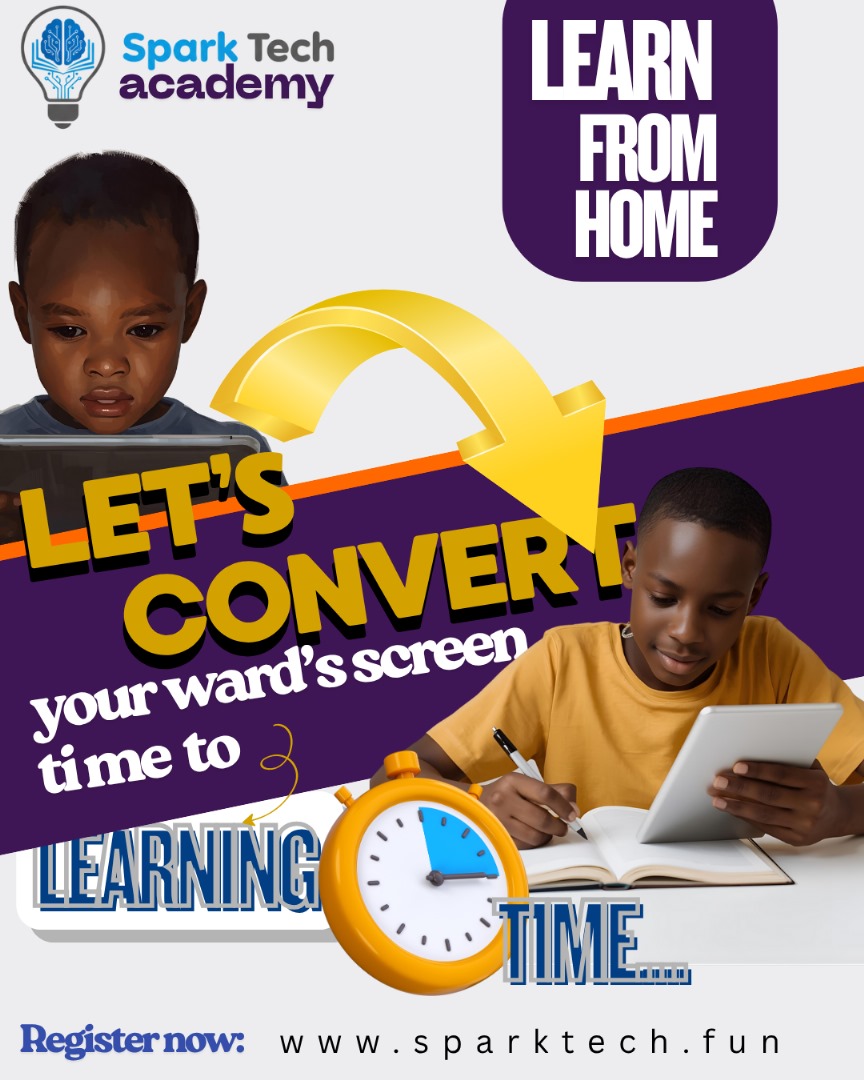 Spark Tech
academy
LEARN
FROM
HOME
LET'S
CONVERT
your ward's screen
time to
LEARNING
TIME....
Register now: www.sparktech.fun